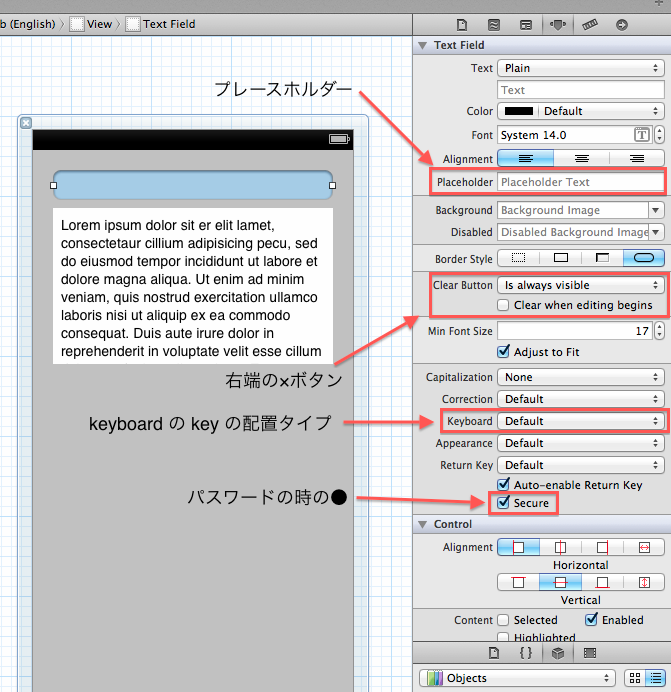 b (English) 〉 View 〉 Text Field
プレースホルダー
Lorem ipsum dolor sit er elit lamet,
consectetaur cillium adipisicing pecu, sed
do eiusmod tempor incididunt ut labore et
dolore magna aliqua. Ut enim ad minim
veniam, quis nostrud exercitation ullamco
laboris nisi ut aliquip ex ea commodo
consequat. Duis aute irure dolor in
reprehenderit in voluptate velit esse cillum
右端の×ボタン
keyboard の key の配置タイプ
パスワードの時の●
Text Field
Text Plain
Text
Color Default
Font System 14.0 T
Alignment
Placeholder Placeholder Text
Background Background Image
Disabled Disabled Background Image
Border Style
Clear Button Is always visible
Clear when editing begins
Min Font Size 17
Adjust to Fit
Capitalization None
Correction Default
Keyboard Default
Appearance Default
Return Key Default
Auto-enable Return Key
Secure
Control
Alignment
Horizontal
Vertical
Content Selected Enabled
Highlighted
{ }
Objects